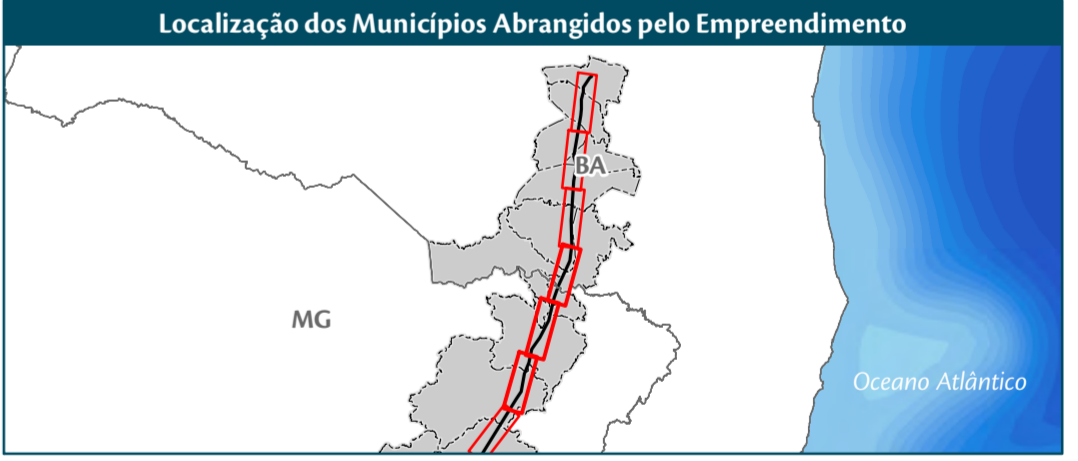 Localização dos Municípios Abrangidos pelo Empreendimento
BA
MG
Oceano Atlântico